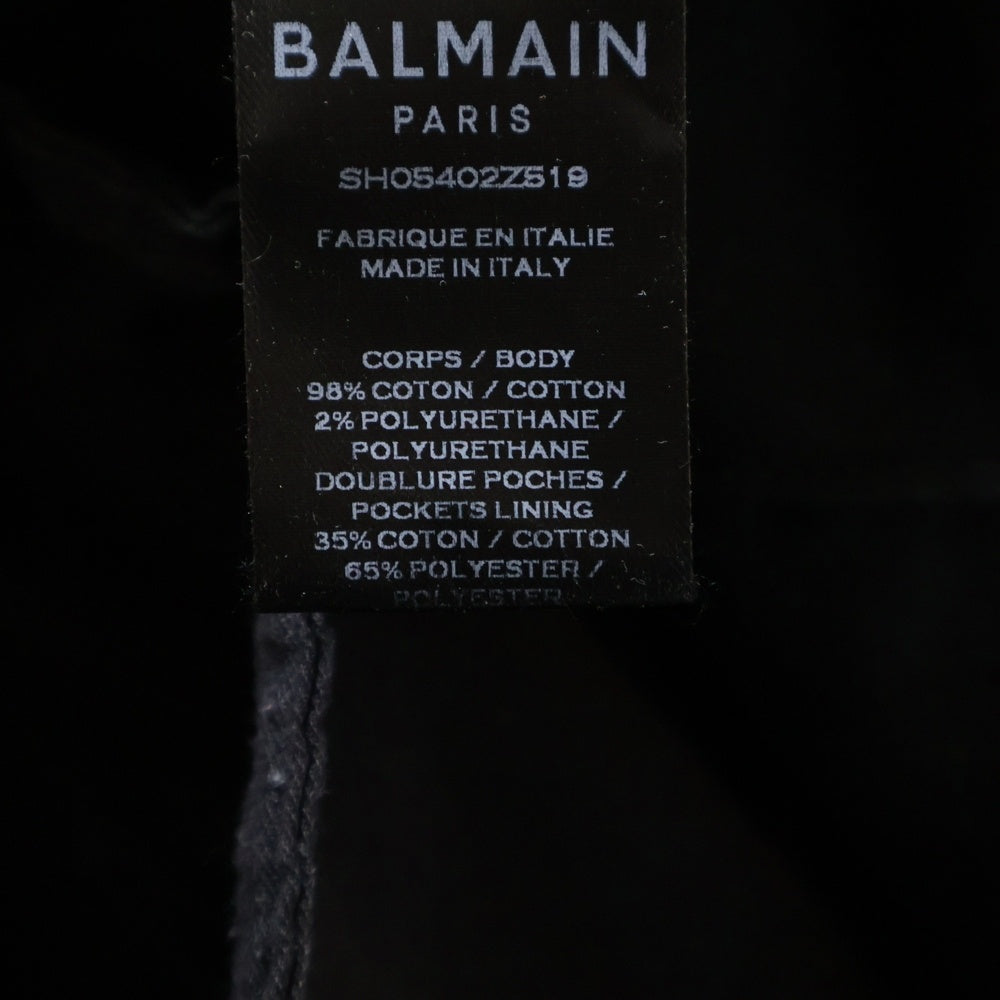 BALMAIN
PARIS
SH05402Z519
FABRIQUE EN ITALIE
MADE IN ITALY
CORPS / BODY
98% COTON / COTTON
2% POLYURETHANE /
POLYURETHANE
DOUBLURE POCHES /
POCKETS LINING
35% COTON / COTTON
65% POLYESTER /
POLYESTER